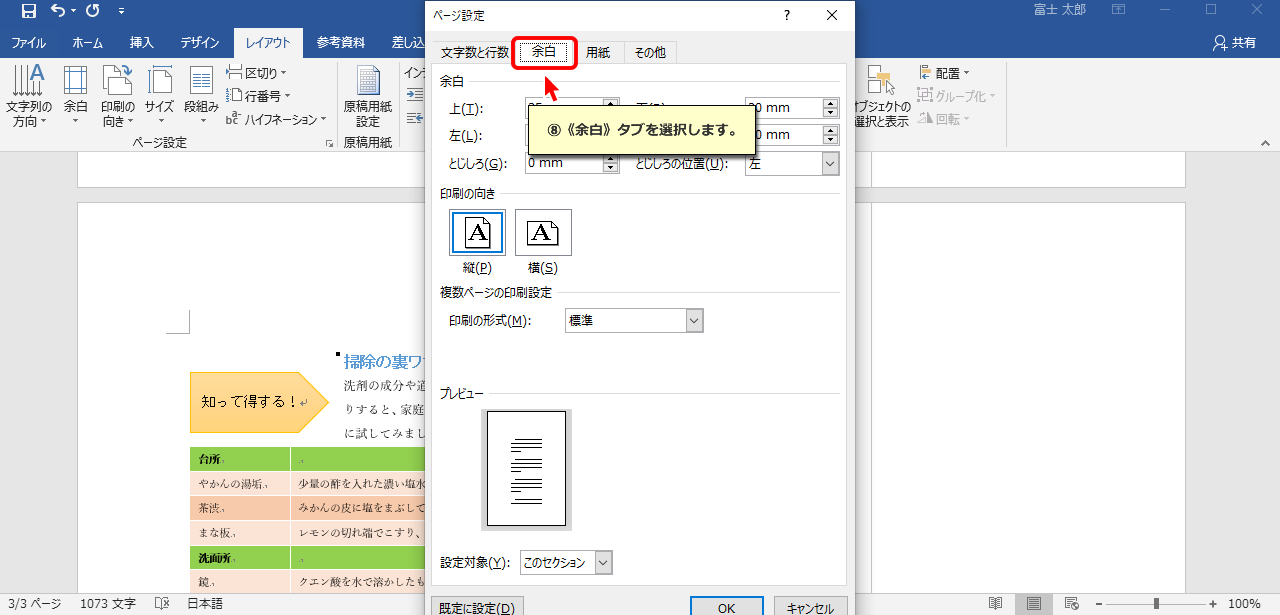 富士 太郎
ファイル ホーム 挿入 デザイン レイアウト 参考資料 差し込
共有
文字列の方向
余白
印刷の向き
サイズ
段組み
区切り
行番号
ハイフネーション
ページ設定
原稿用紙設定
原稿用紙
オブジェクトの選択と表示
配置
グループ化
回転
ページ設定
?
文字数と行数 余白 用紙 その他
余白
上(T):
左(L):
⑧《余白》タブを選択します。
とじしろ(G): 0 mm とじしろの位置(U): 左
印刷の向き
A A
縦(P) 横(S)
複数ページの印刷設定
印刷の形式(M): 標準
プレビュー
設定対象(Y): このセクション
既定に設定(D) OK キャンセル
掃除の裏ワ
知って得する!
洗剤の成分や道
りすると、家庭
に試してみまし
台所
やかんの湯垢 少量の酢を入れた濃い塩水
茶渋 みかんの皮に塩をまぶして
まな板 レモンの切れ端でこすり、
洗面所
鏡 クエン酸を水で溶かしたも
3/3 ページ 1073 文字 日本語
100%